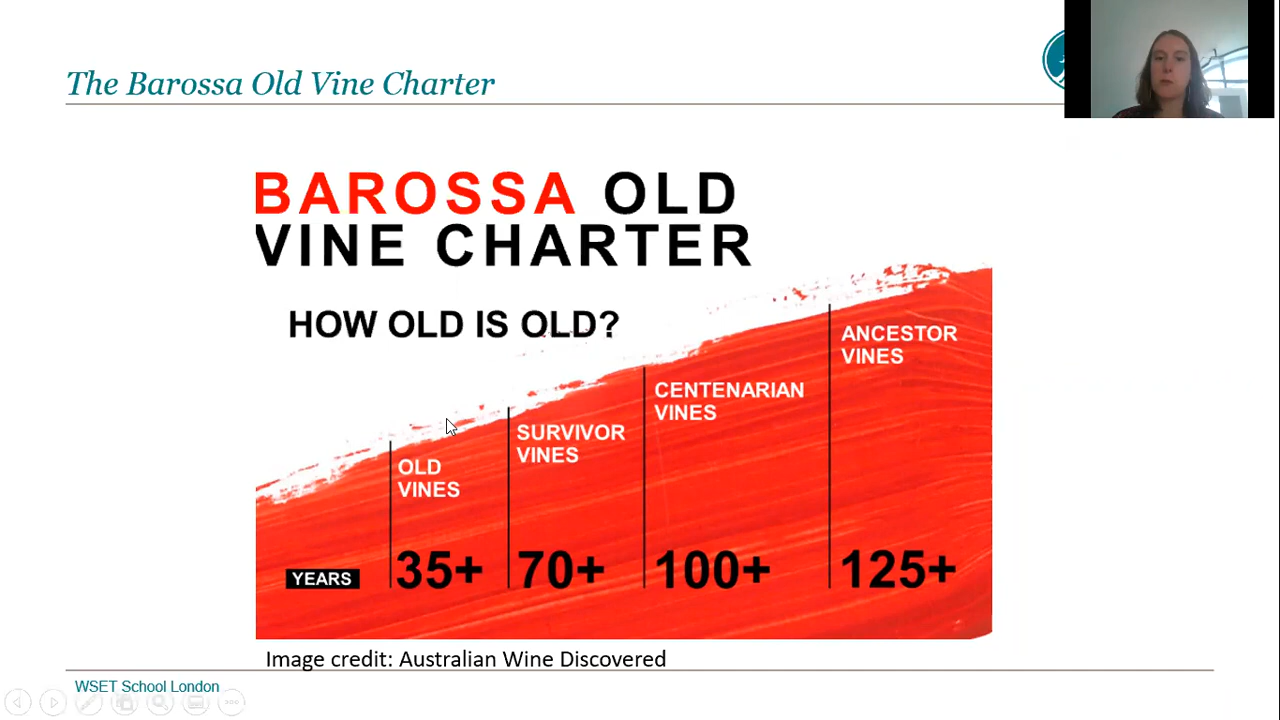 The Barossa Old Vine Charter
BAROSSA OLD
VINE CHARTER
HOW OLD IS OLD?
OLD
VINES
SURVIVOR
VINES
CENTENARIAN
VINES
ANCESTOR
VINES
YEARS
35+
70+
100+
125+
Image credit: Australian Wine Discovered
WSET School London